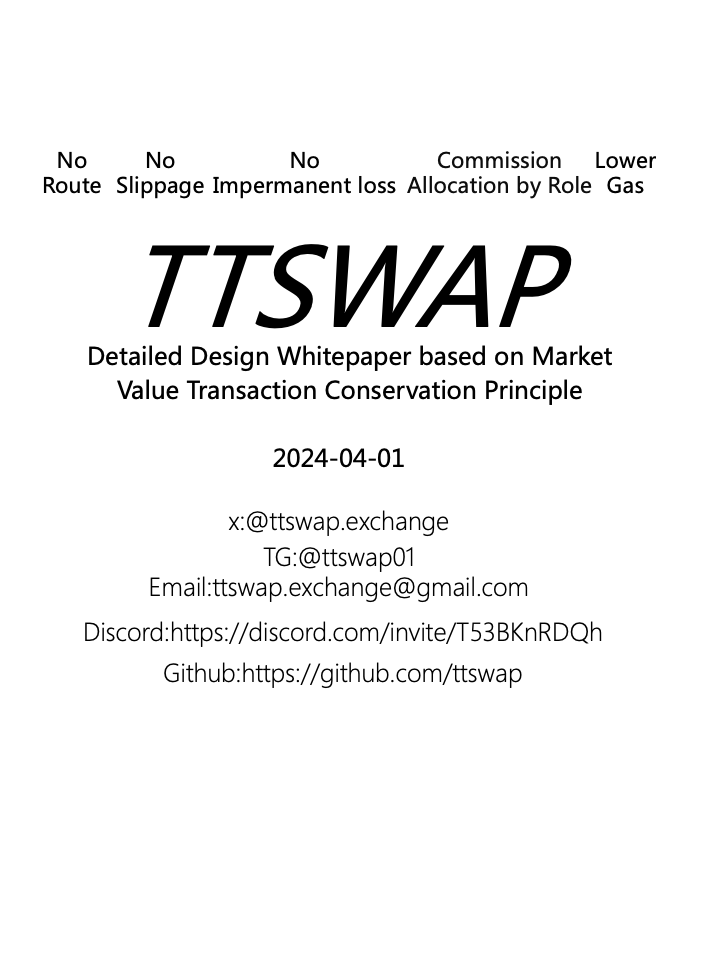 No No No Commission Lower
Route Slippage Impermanent loss Allocation by Role Gas
TTSWAP
Detailed Design Whitepaper based on Market
Value Transaction Conservation Principle
2024-04-01
x:@ttswap.exchange
TG:@ttswap01
Email:ttswap.exchange@gmail.com
Discord:https://discord.com/invite/T53BKnRDQh
Github:https://github.com/ttswap